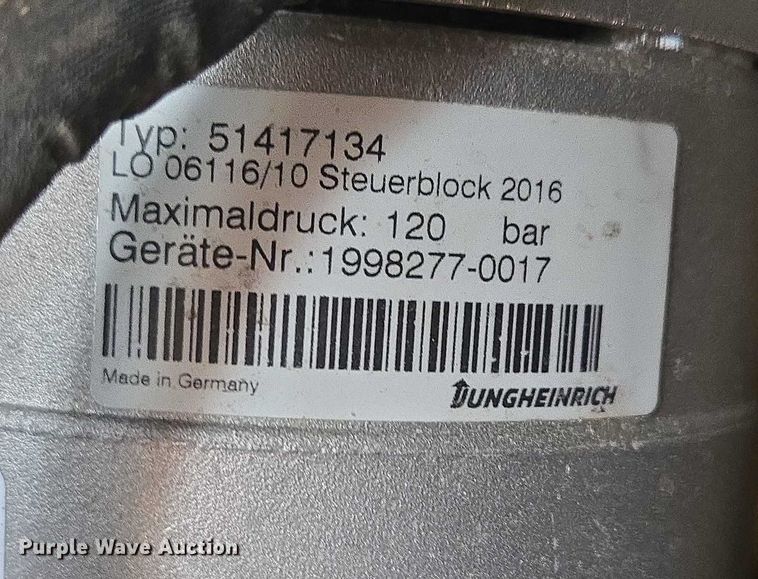 Typ: 51417134
LO 06116/10 Steuerblock 2016
Maximaldruck: 120 bar
Geräte-Nr.: 1998277-0017
Made in Germany
JUNGHEINRICH
Purple Wave Auction